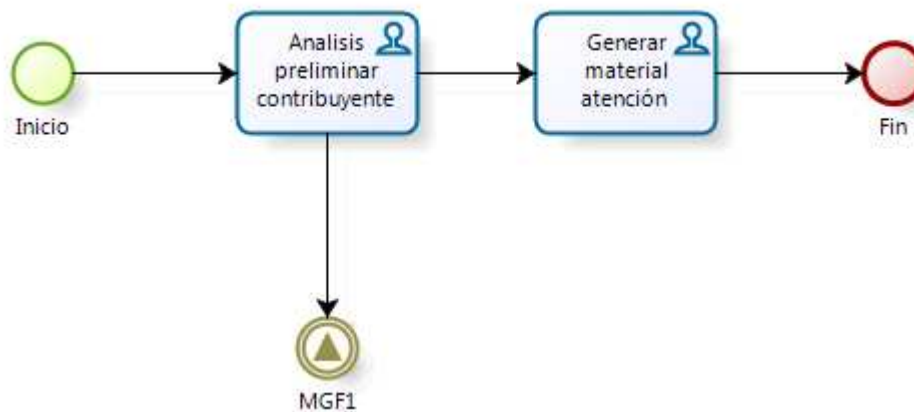 Inicio
Analisis
preliminar
contribuyente
Generar
material
atención
Fin
MGF1